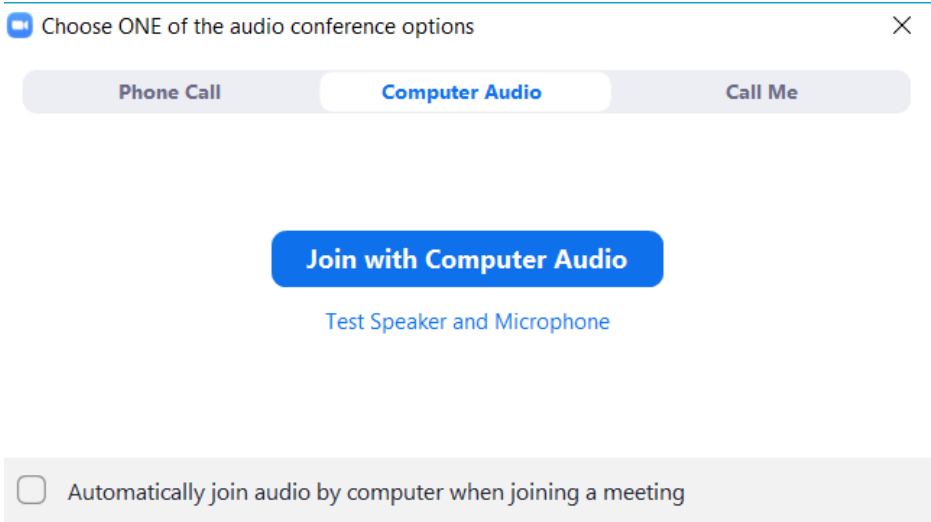 Choose ONE of the audio conference options
Phone Call Computer Audio Call Me
Join with Computer Audio
Test Speaker and Microphone
Automatically join audio by computer when joining a meeting